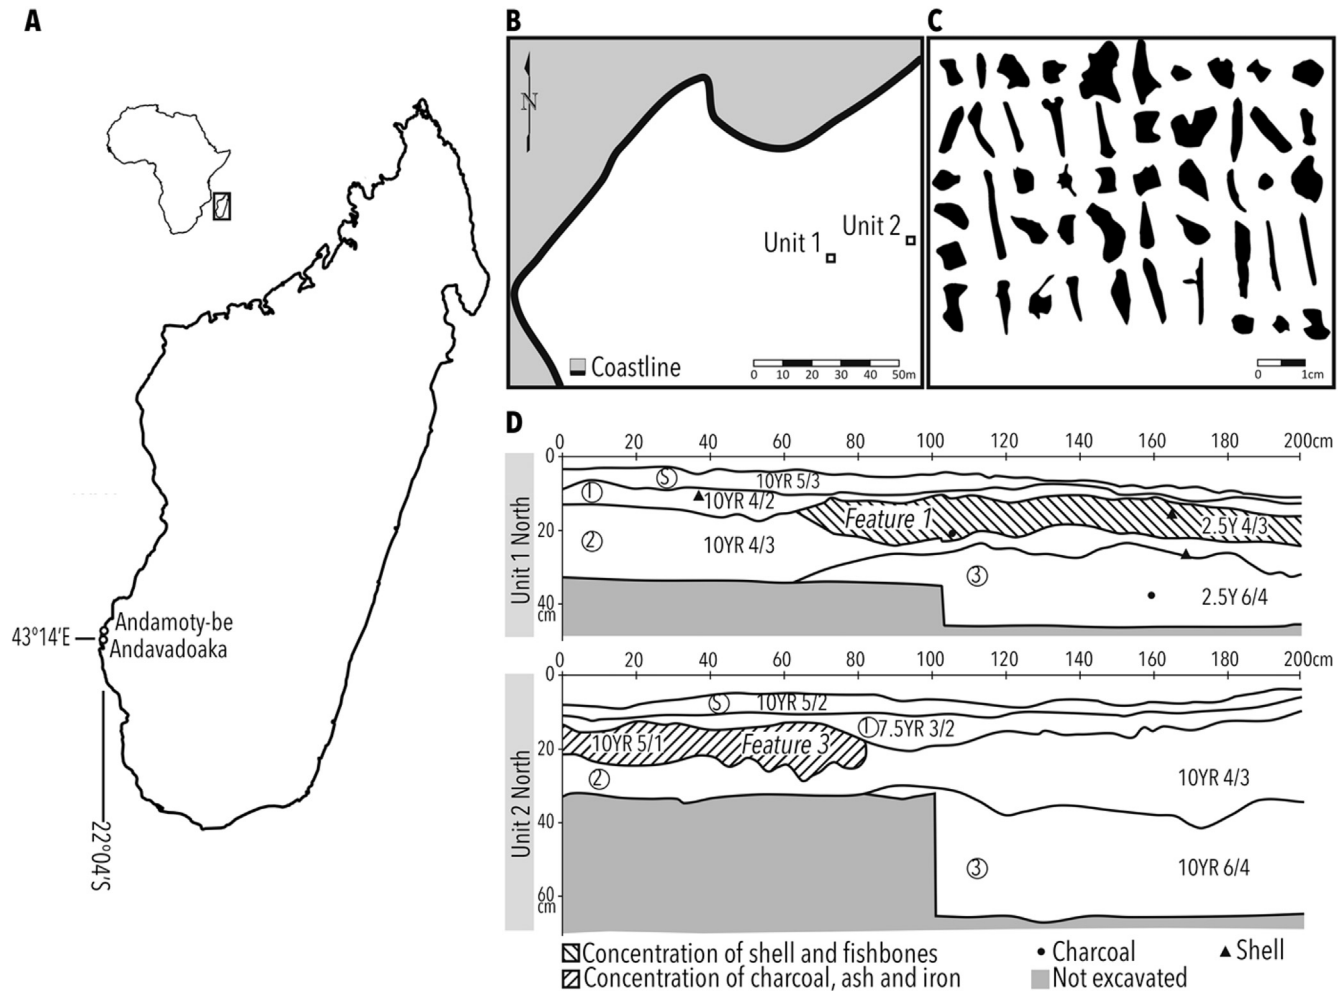 A
43°14'E
Andamoty-be
Andavadoaka
22°04'S
B
N
Unit 1
Unit 2
Coastline
0 10 20 30 40 50m
C
0 1cm
D
0 20 40 60 80 100 120 140 160 180 200cm
0
20
40
cm
Unit 1 North
S
10YR 5/3
1
10YR 4/2
Feature 1
2.5Y 4/3
2
10YR 4/3
3
2.5Y 6/4
0 20 40 60 80 100 120 140 160 180 200cm
0
20
40
60
cm
Unit 2 North
S
10YR 5/2
1
7.5YR 3/2
10YR 5/1
Feature 3
2
10YR 4/3
3
10YR 6/4
Concentration of shell and fishbones
Charcoal
Shell
Concentration of charcoal, ash and iron
Not excavated